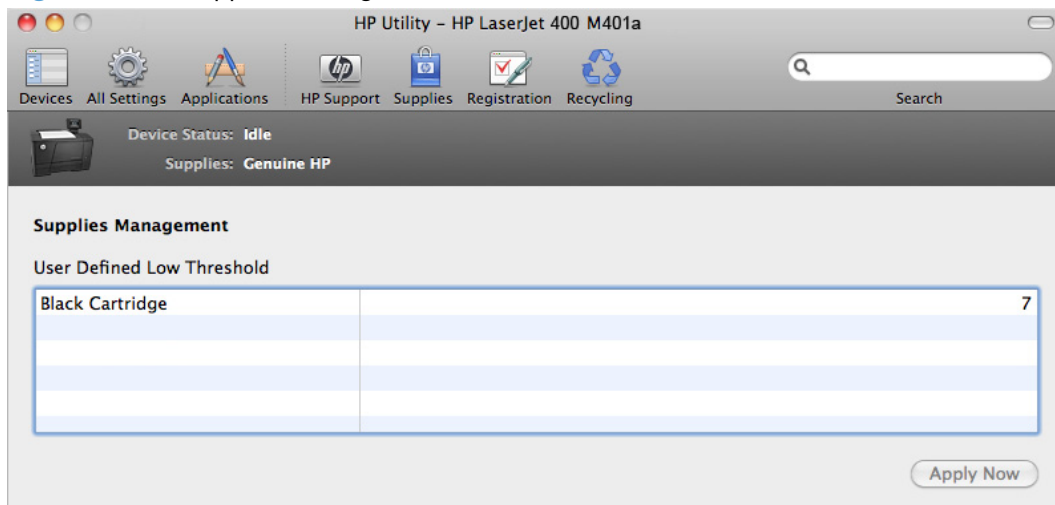 HP Utility – HP LaserJet 400 M401a
Devices All Settings Applications HP Support Supplies Registration Recycling Search
Device Status: Idle
Supplies: Genuine HP
Supplies Management
User Defined Low Threshold
Black Cartridge 7
Apply Now